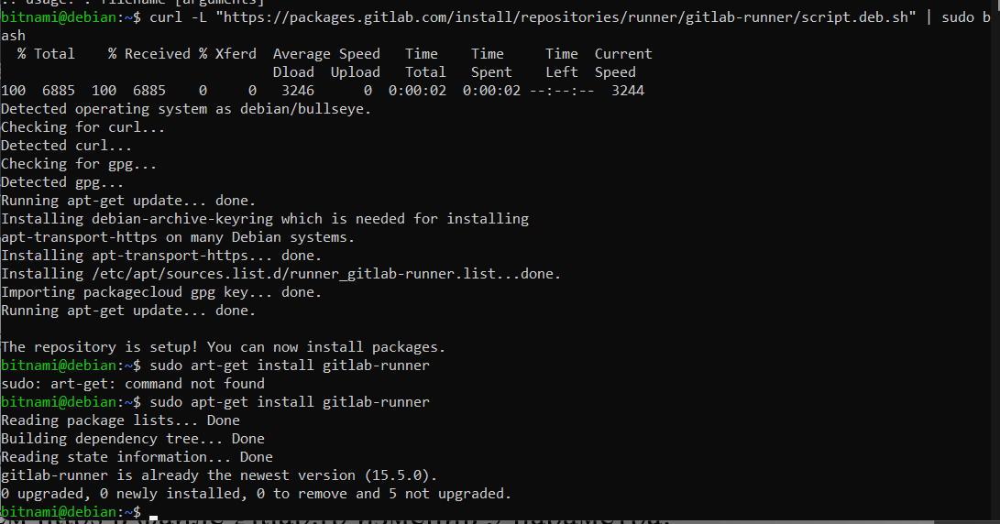 .. usage: . filename [arguments]
bitnami@debian:~$ curl -L "https://packages.gitlab.com/install/repositories/runner/gitlab-runner/script.deb.sh" | sudo b
ash
% Total % Received % Xferd Average Speed Time Time Time Current
Dload Upload Total Spent Left Speed
100 6885 100 6885 0 0 3246 0 0:00:02 0:00:02 --:--:-- 3244
Detected operating system as debian/bullseye.
Checking for curl...
Detected curl...
Checking for gpg...
Detected gpg...
Running apt-get update... done.
Installing debian-archive-keyring which is needed for installing
apt-transport-https on many Debian systems.
Installing apt-transport-https... done.
Installing /etc/apt/sources.list.d/runner_gitlab-runner.list...done.
Importing packagecloud gpg key... done.
Running apt-get update... done.
The repository is setup! You can now install packages.
bitnami@debian:~$ sudo art-get install gitlab-runner
sudo: art-get: command not found
bitnami@debian:~$ sudo apt-get install gitlab-runner
Reading package lists... Done
Building dependency tree... Done
Reading state information... Done
gitlab-runner is already the newest version (15.5.0).
0 upgraded, 0 newly installed, 0 to remove and 5 not upgraded.
bitnami@debian:~$